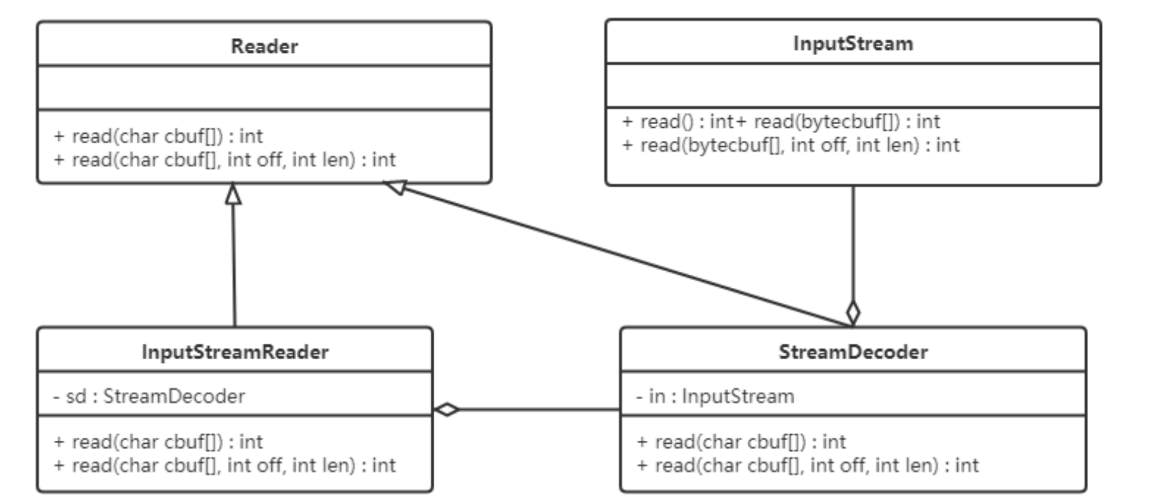 Reader
+ read(char cbuf[]) : int
+ read(char cbuf[], int off, int len) : int
InputStream
+ read() : int+ read(bytecbuf[]) : int
+ read(bytecbuf[], int off, int len) : int
InputStreamReader
- sd : StreamDecoder
+ read(char cbuf[]) : int
+ read(char cbuf[], int off, int len) : int
StreamDecoder
- in : InputStream
+ read(char cbuf[]) : int
+ read(char cbuf[], int off, int len) : int